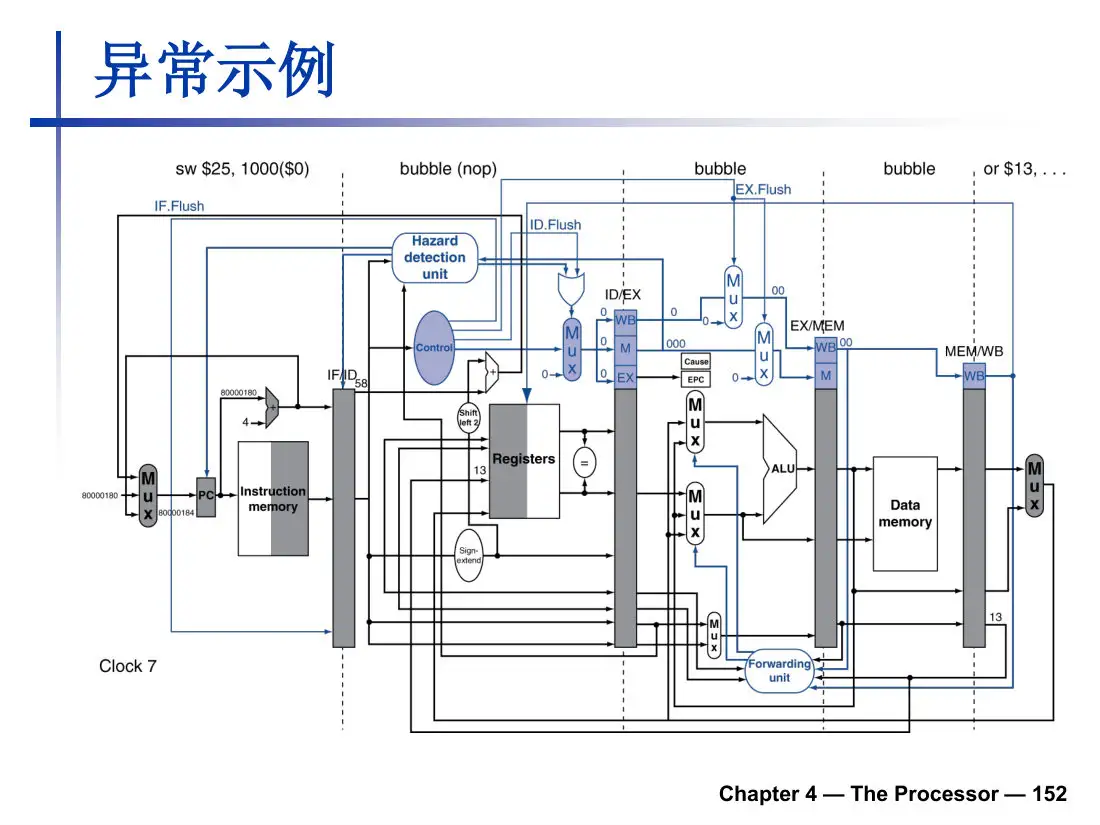 异常示例
sw $25, 1000($0)
bubble (nop)
bubble
bubble
or $13, . . .
EX.Flush
IF.Flush
ID.Flush
Hazard
detection
unit
Control
M
u
x
0
0
0
0
ID/EX
WB
M
EX
0
000
0
M
u
x
00
0
M
u
x
Cause
EPC
EX/MEM
WB
M
00
MEM/WB
WB
IF/ID
58
80000180
4
+
+
Shift
left 2
M
u
x
80000180
80000184
PC
Instruction
memory
13
Registers
=
Sign-
extend
M
u
x
M
u
x
ALU
Data
memory
M
u
x
M
u
x
13
Forwarding
unit
Clock 7
Chapter 4 — The Processor — 152